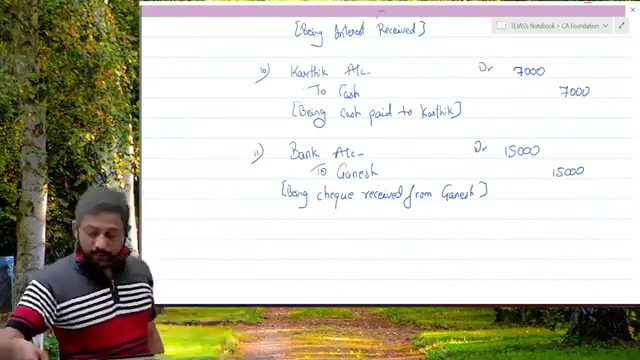 [Being Interest Received]
TEJAS's Notebook > CA Foundation
10) Karthik A/c- Dr 7000
To Cash 7000
[Being Cash paid to Karthik]
11) Bank A/c- Dr 15000
To Ganesh 15000
[Being cheque received from Ganesh]